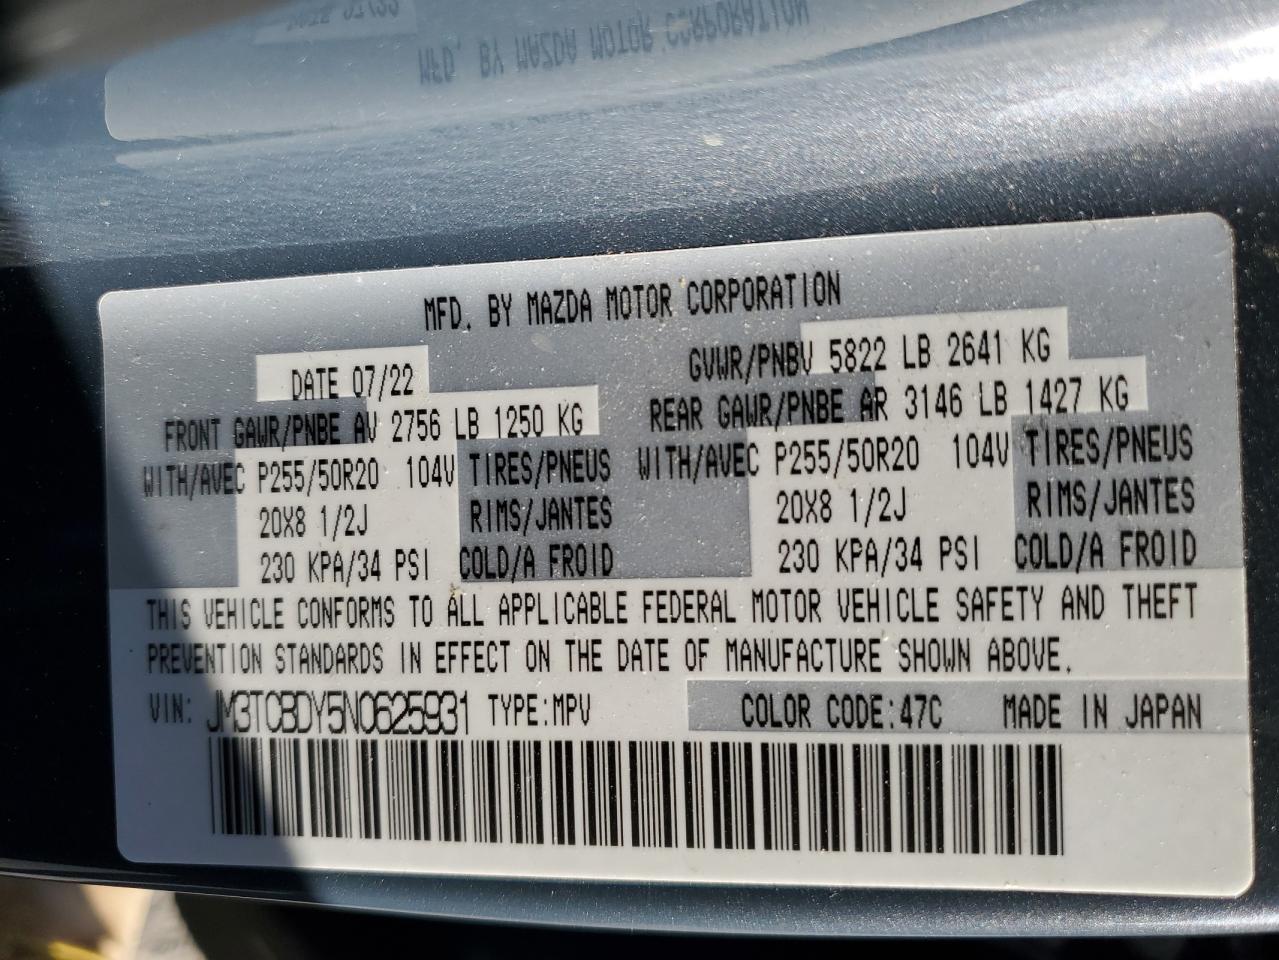 MFD. BY MAZDA MOTOR CORPORATION
MFD. BY MAZDA MOTOR CORPORATION
DATE 07/22 GVWR/PNBV 5822 LB 2641 KG
FRONT GAWR/PNBE AV 2756 LB 1250 KG REAR GAWR/PNBE AR 3146 LB 1427 KG
WITH/AVEC P255/50R20 104V TIRES/PNEUS WITH/AVEC P255/50R20 104V TIRES/PNEUS
20X8 1/2J RIMS/JANTES 20X8 1/2J RIMS/JANTES
230 KPA/34 PSI COLD/A FROID 230 KPA/34 PSI COLD/A FROID
THIS VEHICLE CONFORMS TO ALL APPLICABLE FEDERAL MOTOR VEHICLE SAFETY AND THEFT
PREVENTION STANDARDS IN EFFECT ON THE DATE OF MANUFACTURE SHOWN ABOVE.
VIN: JM3TCBDY5N0625931 TYPE:MPV COLOR CODE:47C MADE IN JAPAN